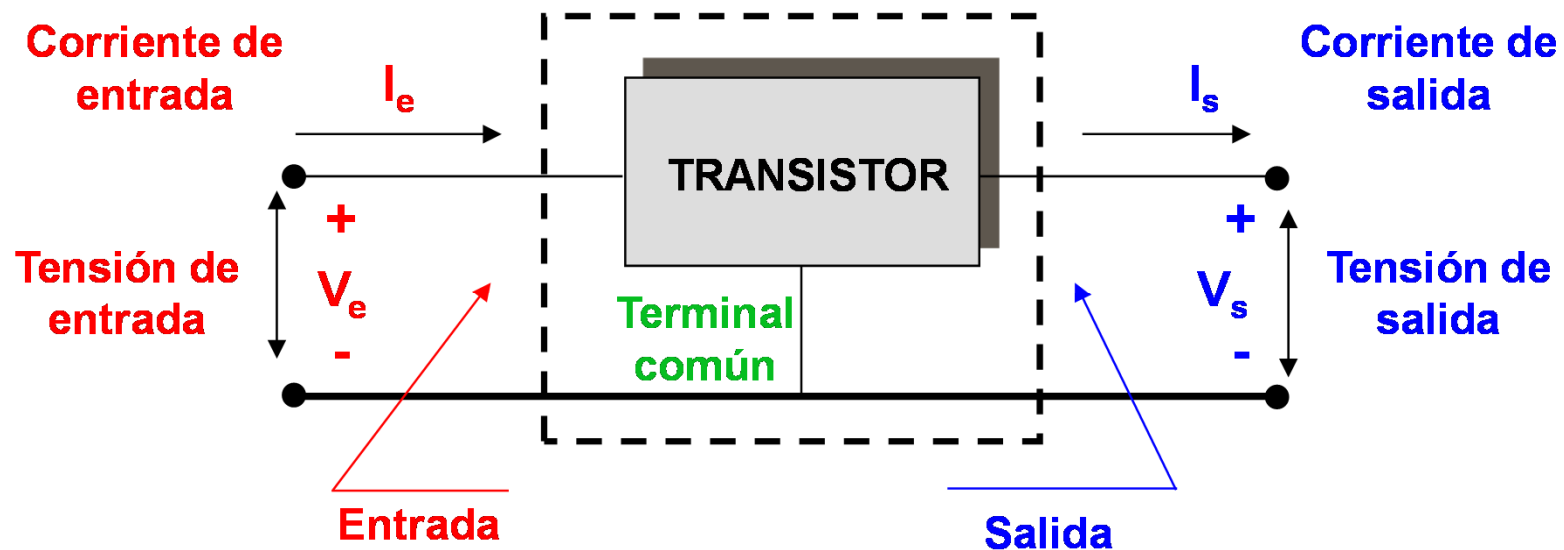 Corriente de
entrada
Ie
Is
Corriente de
salida
TRANSISTOR
+
Ve
-
Tensión de
entrada
Terminal
común
+
Vs
-
Tensión de
salida
Entrada
Salida